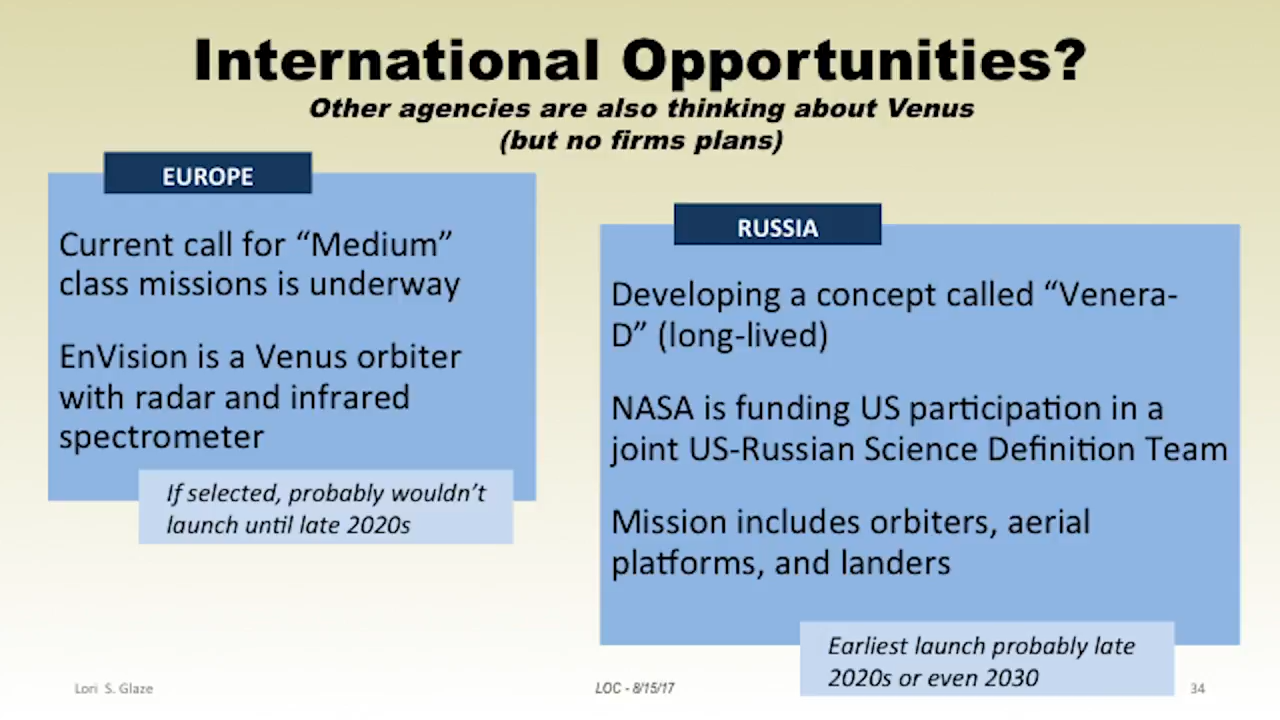 International Opportunities?
Other agencies are also thinking about Venus
(but no firms plans)
EUROPE
Current call for “Medium”
class missions is underway
EnVision is a Venus orbiter
with radar and infrared
spectrometer
If selected, probably wouldn’t
launch until late 2020s
RUSSIA
Developing a concept called “Venera-
D” (long-lived)
NASA is funding US participation in a
joint US-Russian Science Definition Team
Mission includes orbiters, aerial
platforms, and landers
Earliest launch probably late
2020s or even 2030
Lori S. Glaze
LOC - 8/15/17
34